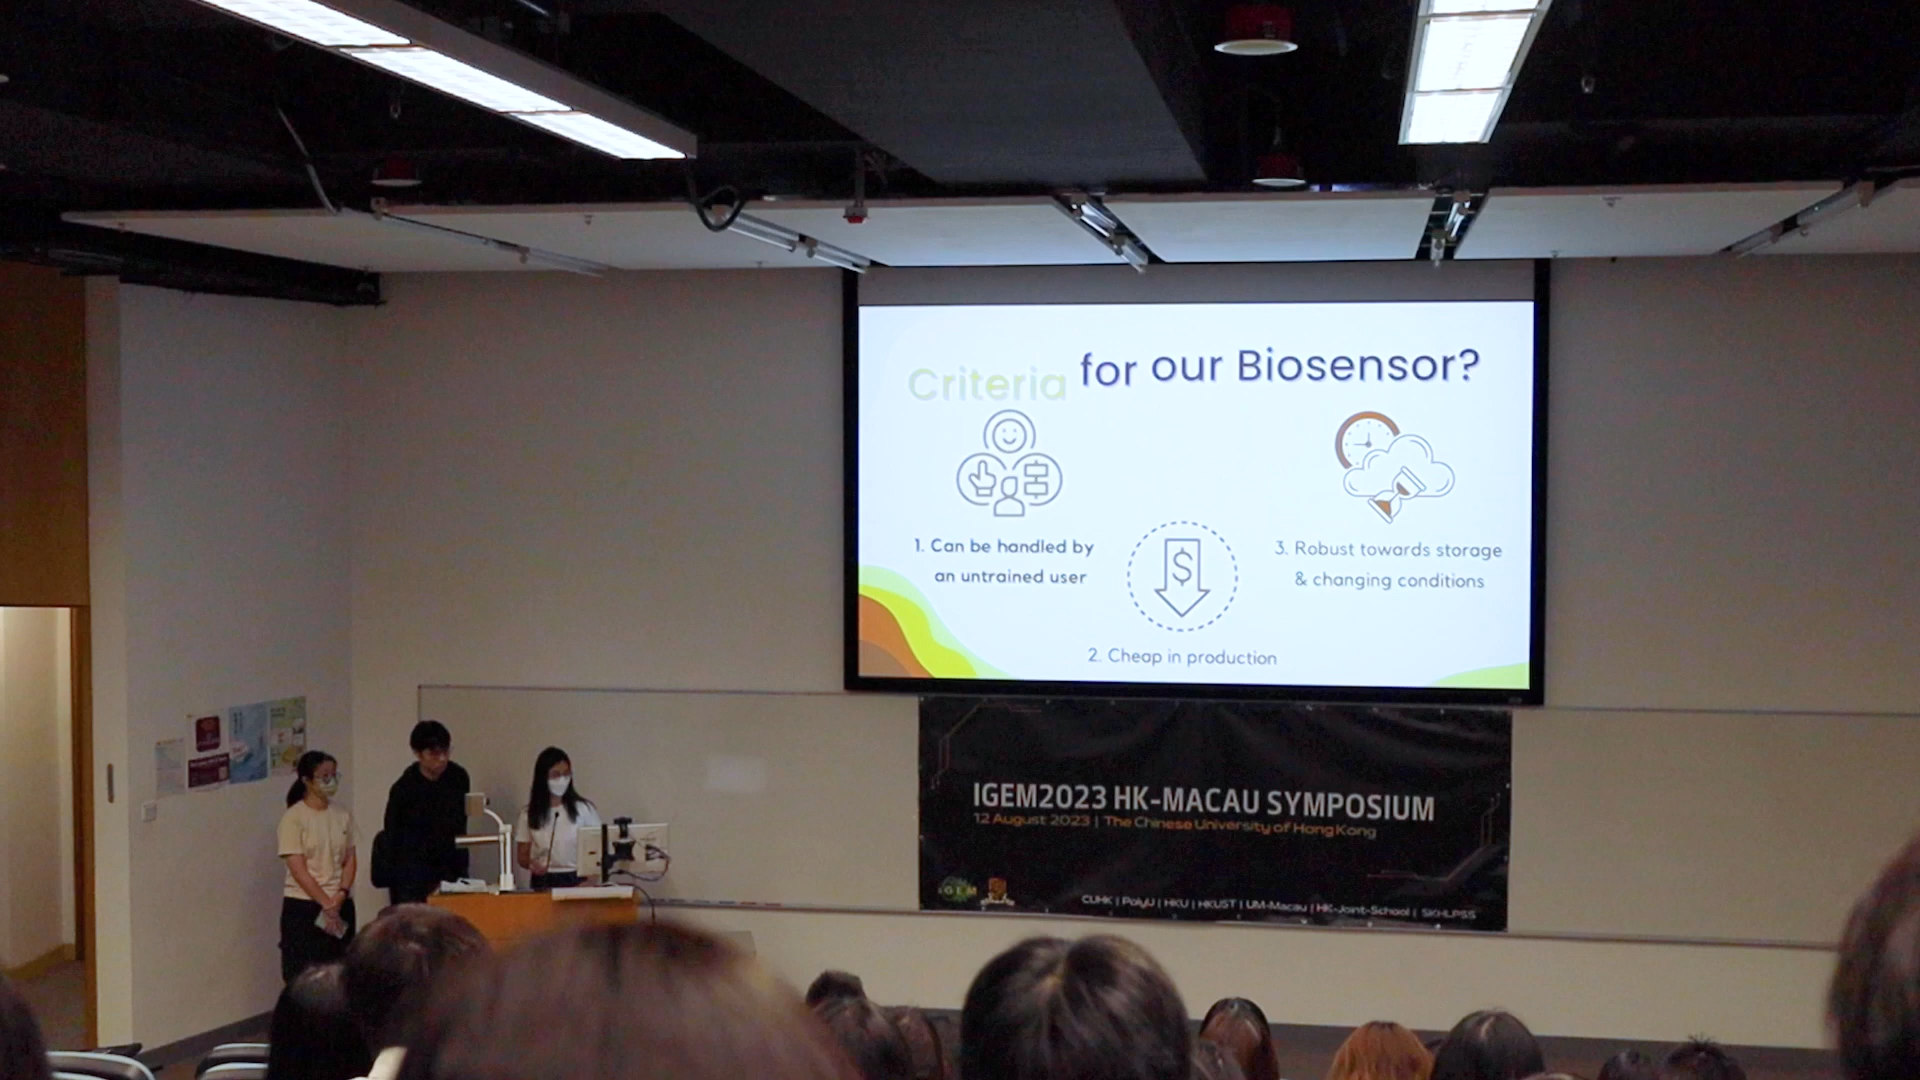 Criteria for our Biosensor?
1. Can be handled by
an untrained user
$
2. Cheap in production
3. Robust towards storage
& changing conditions
IGEM2023 HK-MACAU SYMPOSIUM
12 August 2023 | The Chinese University of Hong Kong
iGEM
CUHK | PolyU | HKU | HKUST | UM-Macau | HK-Joint-School | SKHLPSS